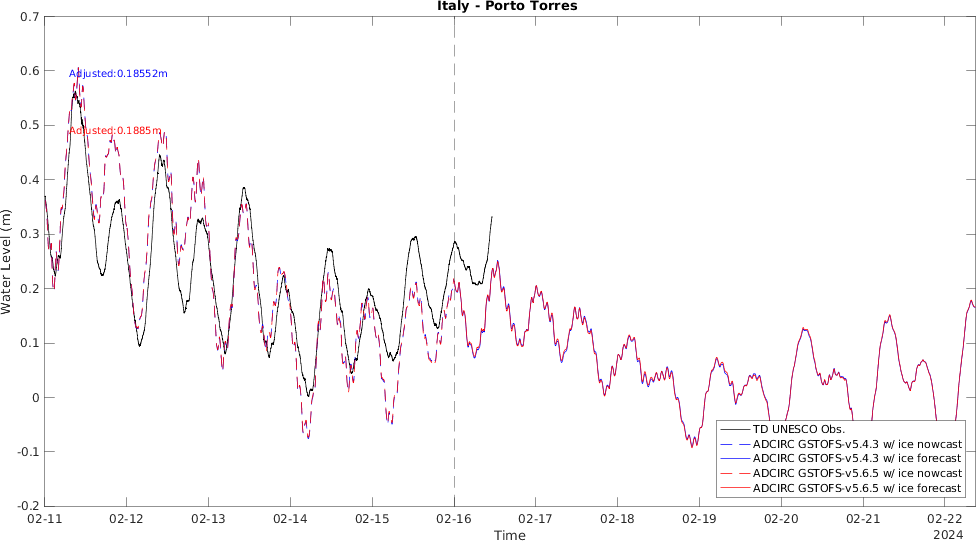 Italy - Porto Torres
0.7
0.6
0.5
0.4
0.3
0.2
0.1
0
-0.1
-0.2
Water Level (m)
Adjusted:0.18552m
Adjusted:0.1885m
TD UNESCO Obs.
ADCIRC GSTOFS-v5.4.3 w/ ice nowcast
ADCIRC GSTOFS-v5.4.3 w/ ice forecast
ADCIRC GSTOFS-v5.6.5 w/ ice nowcast
ADCIRC GSTOFS-v5.6.5 w/ ice forecast
02-11 02-12 02-13 02-14 02-15 02-16 02-17 02-18 02-19 02-20 02-21 02-22
Time 2024